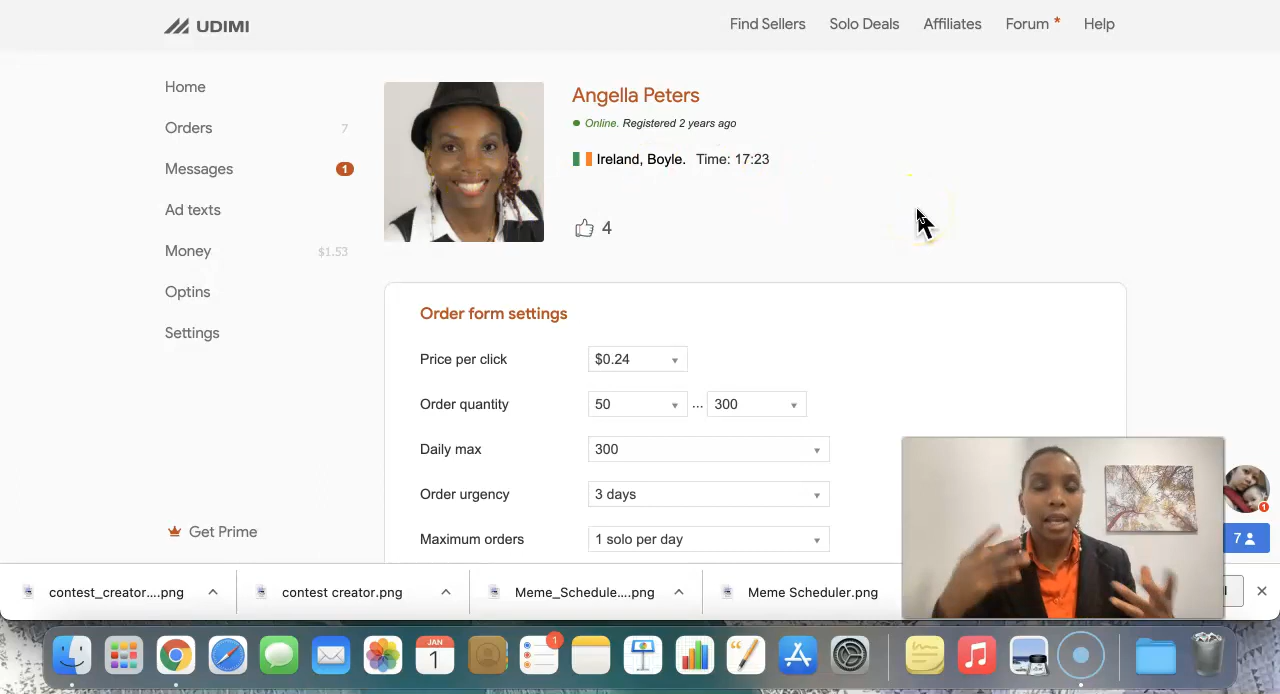 UDIMI
Find Sellers Solo Deals Affiliates Forum * Help
Home
Orders 7
Messages 1
Ad texts
Money $1.53
Optins
Settings
Get Prime
Angella Peters
Online. Registered 2 years ago
Ireland, Boyle. Time: 17:23
4
Order form settings
Price per click $0.24
Order quantity 50 ... 300
Daily max 300
Order urgency 3 days
Maximum orders 1 solo per day
1
7
contest_creator....png contest creator.png Meme_Schedule....png Meme Scheduler.png
JAN
1
1